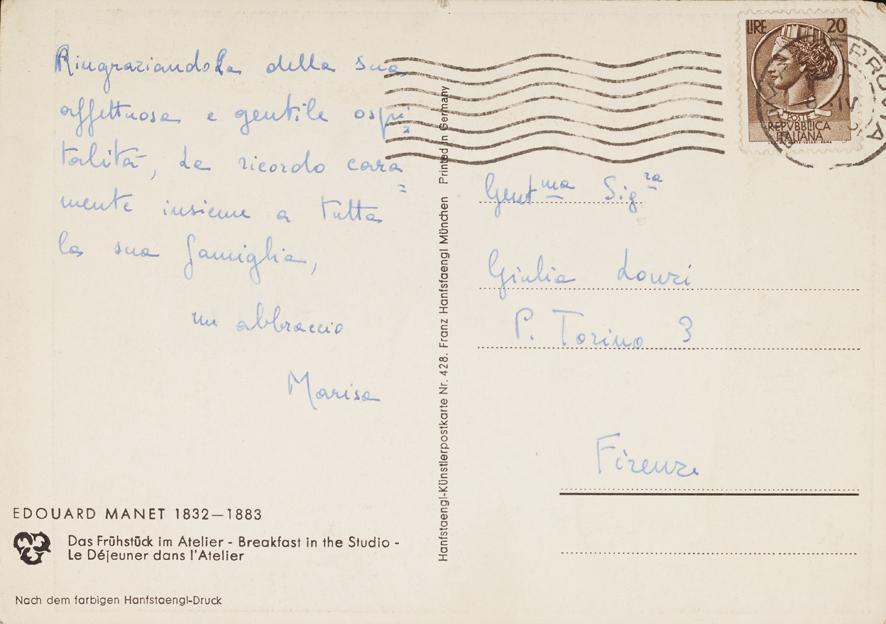 RingraziandoLa della Sua
affettuosa e gentile ospi=
talità, La ricordo cara=
mente insieme a tutta
la sua famiglia,
un abbraccio
Marisa
EDOUARD MANET 1832—1883
Das Frühstück im Atelier - Breakfast in the Studio -
Le Déjeuner dans l'Atelier
Nach dem farbigen Hanfstaengl-Druck
Hanfstaengl-Künstlerpostkarte Nr. 428. Franz Hanfstaengl München Printed in Germany
LIRE 20
POSTE
REPVBBLICA
ITALIANA
Gent.ma Sig.ra
Giulia
P. Torino 3
Firenze